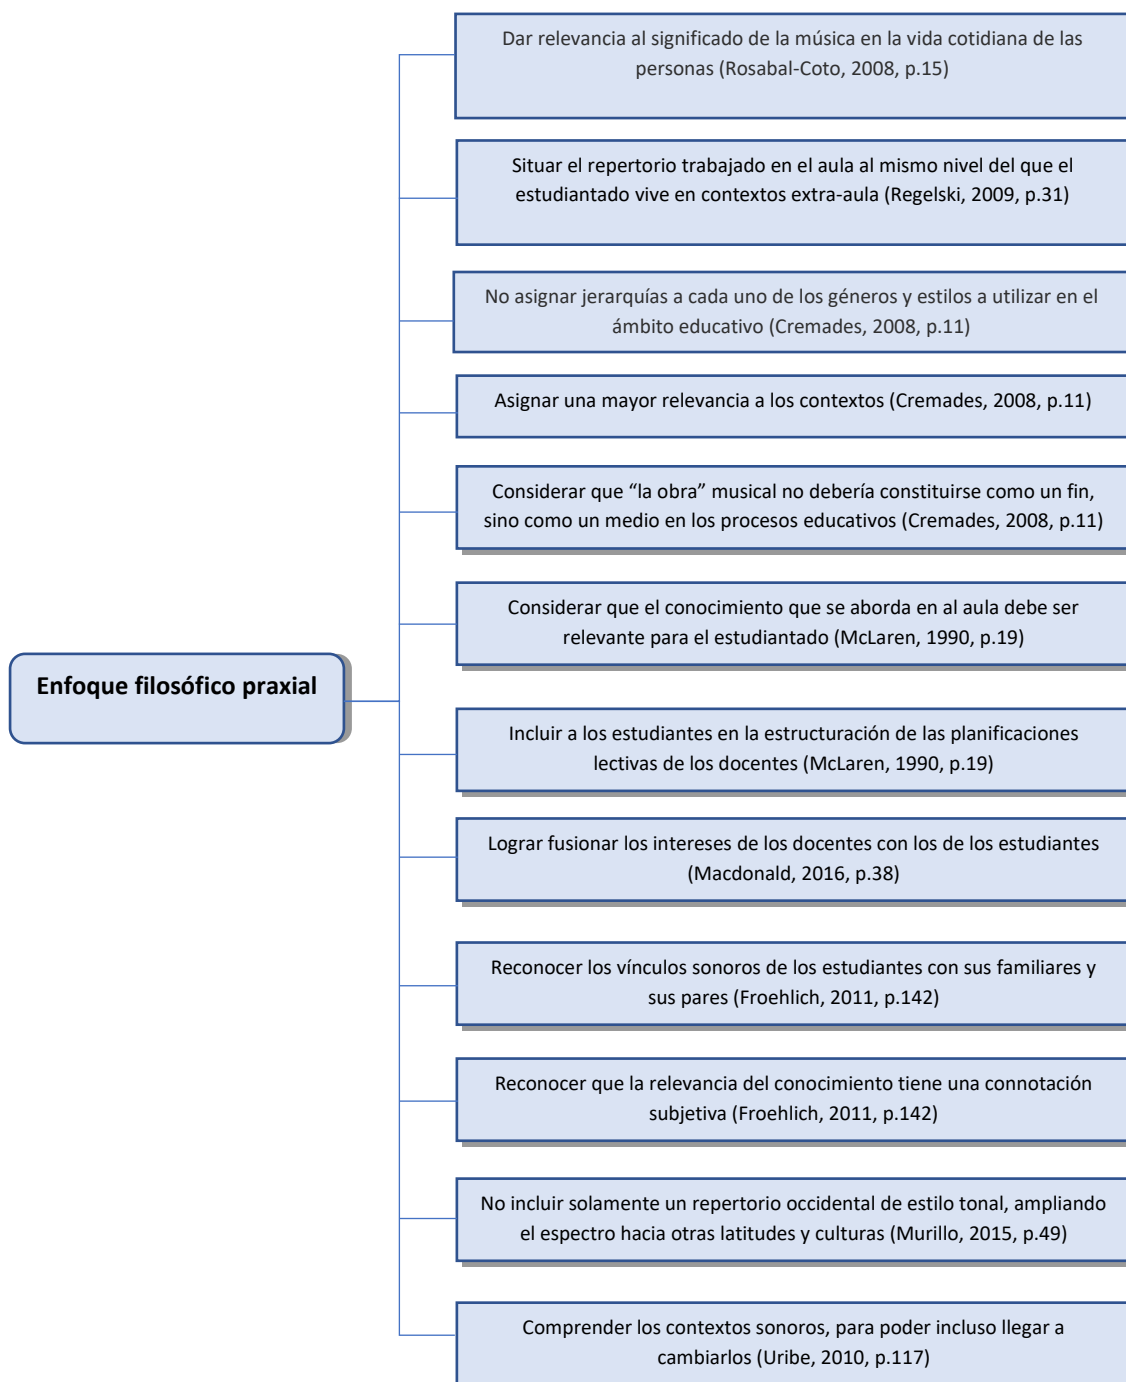 Dar relevancia al significado de la música en la vida cotidiana de las
personas (Rosabal-Coto, 2008, p.15)
Situar el repertorio trabajado en el aula al mismo nivel del que el
estudiantado vive en contextos extra-aula (Regelski, 2009, p.31)
No asignar jerarquías a cada uno de los géneros y estilos a utilizar en el
ámbito educativo (Cremades, 2008, p.11)
Asignar una mayor relevancia a los contextos (Cremades, 2008, p.11)
Considerar que “la obra” musical no debería constituirse como un fin,
sino como un medio en los procesos educativos (Cremades, 2008, p.11)
Considerar que el conocimiento que se aborda en al aula debe ser
relevante para el estudiantado (McLaren, 1990, p.19)
Enfoque filosófico praxial
Incluir a los estudiantes en la estructuración de las planificaciones
lectivas de los docentes (McLaren, 1990, p.19)
Lograr fusionar los intereses de los docentes con los de los estudiantes
(Macdonald, 2016, p.38)
Reconocer los vínculos sonoros de los estudiantes con sus familiares y
sus pares (Froehlich, 2011, p.142)
Reconocer que la relevancia del conocimiento tiene una connotación
subjetiva (Froehlich, 2011, p.142)
No incluir solamente un repertorio occidental de estilo tonal, ampliando
el espectro hacia otras latitudes y culturas (Murillo, 2015, p.49)
Comprender los contextos sonoros, para poder incluso llegar a
cambiarlos (Uribe, 2010, p.117)